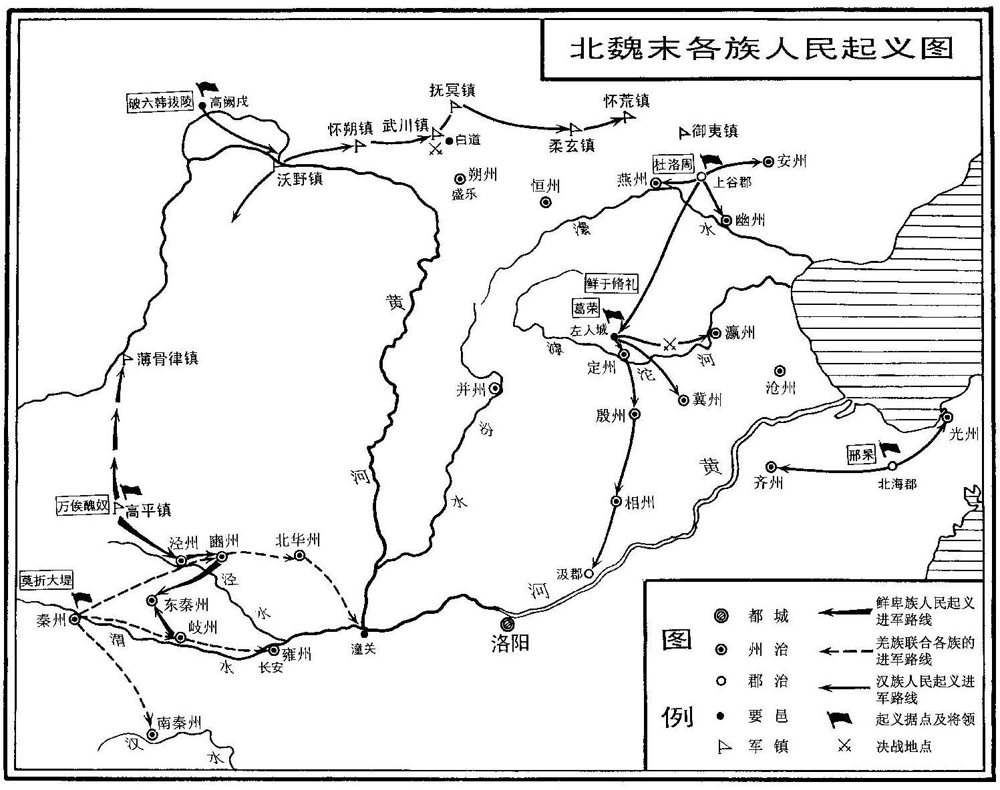 北魏末各族人民起义图
破六韩拔陵
高阙戍
怀朔镇
武川镇
抚冥镇
怀荒镇
柔玄镇
御夷镇
白道
沃野镇
朔州
盛乐
恒州
燕州
杜洛周
上谷郡
安州
幽州
㶟
水
鲜于脩礼
葛荣
左人城
瀛州
定州
滹
沱
河
冀州
沧州
殷州
黄
河
薄骨律镇
并州
汾
水
黄
河
相州
汲郡
光州
邢杲
北海郡
齐州
万俟醜奴
高平镇
泾州
豳州
北华州
泾
水
莫折大堤
秦州
东秦州
岐州
渭
水
雍州
长安
潼关
洛阳
南秦州
汉
水
图
例
都城
州治
郡治
要邑
军镇
鲜卑族人民起义
进军路线
羌族联合各族的
进军路线
汉族人民起义进
军路线
起义据点及将领
决战地点